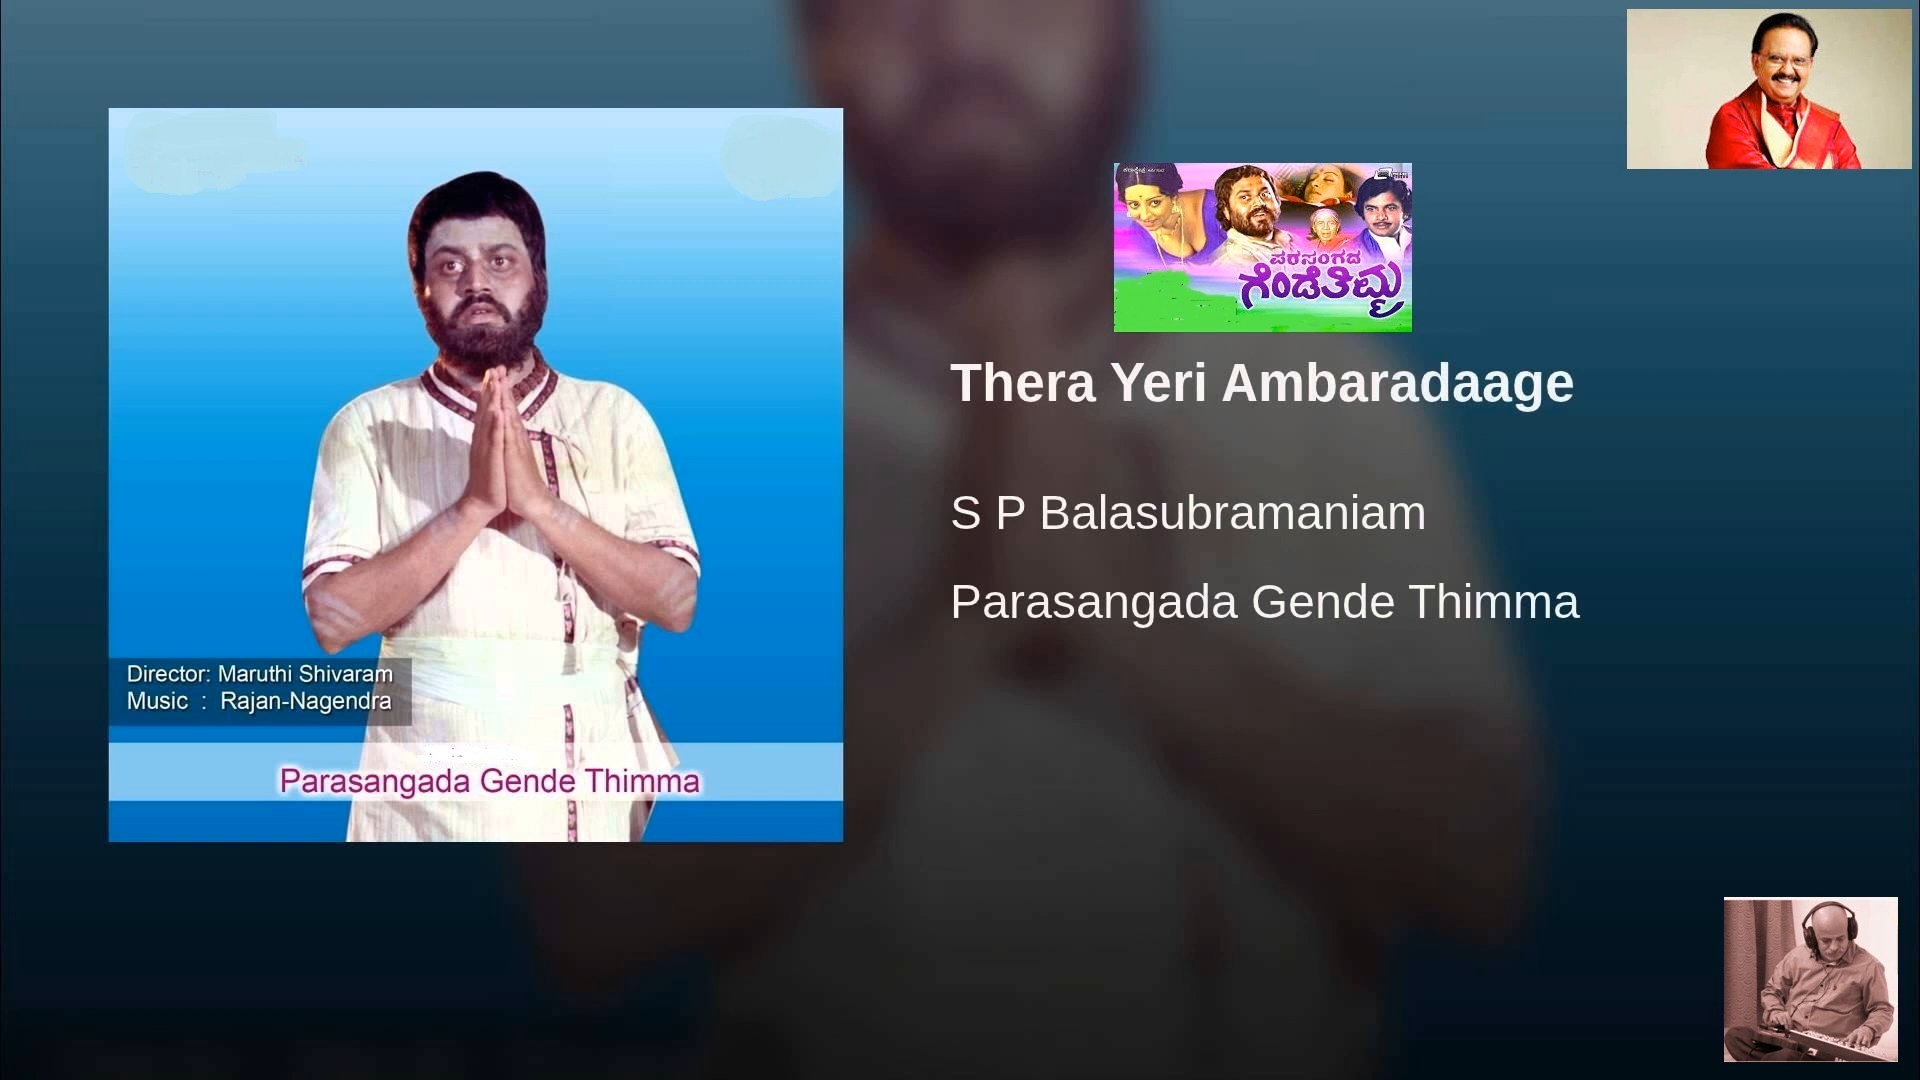 ಪರಸಂಗದ
ಗೆಂಡೆತಿಮ್ಮ
Thera Yeri Ambaradaage
S P Balasubramaniam
Parasangada Gende Thimma
Director: Maruthi Shivaram
Music : Rajan-Nagendra
Parasangada Gende Thimma